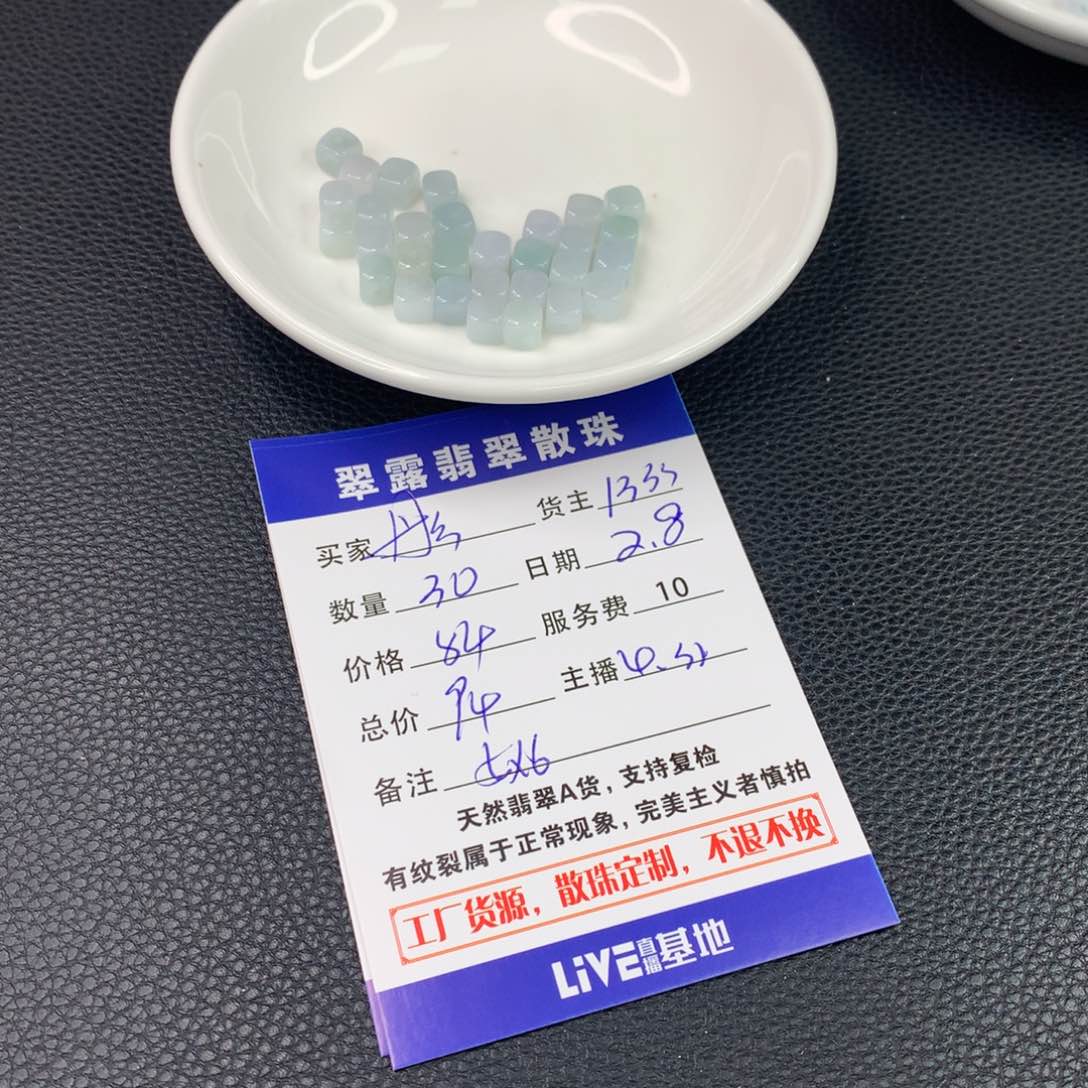 翠露翡翠散珠
买家 货主
数量 30 日期 2.8
价格 84 服务费 10
总价 94 主播
备注
天然翡翠A货，支持复检
有纹裂属于正常现象，完美主义者慎拍
工厂货源，散珠定制，不退不换
LiVE直播基地